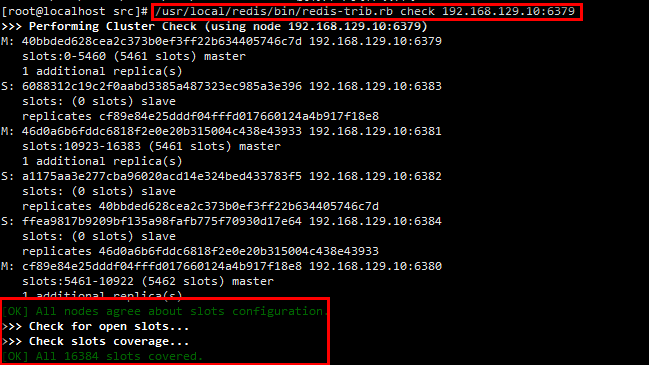 [root@localhost src]# /usr/local/redis/bin/redis-trib.rb check 192.168.129.10:6379
>>> Performing Cluster Check (using node 192.168.129.10:6379)
M: 40bbded628cea2c373b0ef3ff22b634405746c7d 192.168.129.10:6379
slots:0-5460 (5461 slots) master
1 additional replica(s)
S: 6088312c19c2f0aabd3385a487323ec985a3e396 192.168.129.10:6383
slots: (0 slots) slave
replicates cf89e84e25dddf04fffd017660124a4b917f18e8
M: 46d0a6b6fddc6818f2e0e20b315004c438e43933 192.168.129.10:6381
slots:10923-16383 (5461 slots) master
1 additional replica(s)
S: a1175aa3e277cba96020acd14e324bed433783f5 192.168.129.10:6382
slots: (0 slots) slave
replicates 40bbded628cea2c373b0ef3ff22b634405746c7d
S: ffea9817b9209bf135a98fafb775f70930d17e64 192.168.129.10:6384
slots: (0 slots) slave
replicates 46d0a6b6fddc6818f2e0e20b315004c438e43933
M: cf89e84e25dddf04fffd017660124a4b917f18e8 192.168.129.10:6380
slots:5461-10922 (5462 slots) master
1 additional replica(s)
[OK] All nodes agree about slots configuration.
>>> Check for open slots...
>>> Check slots coverage...
[OK] All 16384 slots covered.